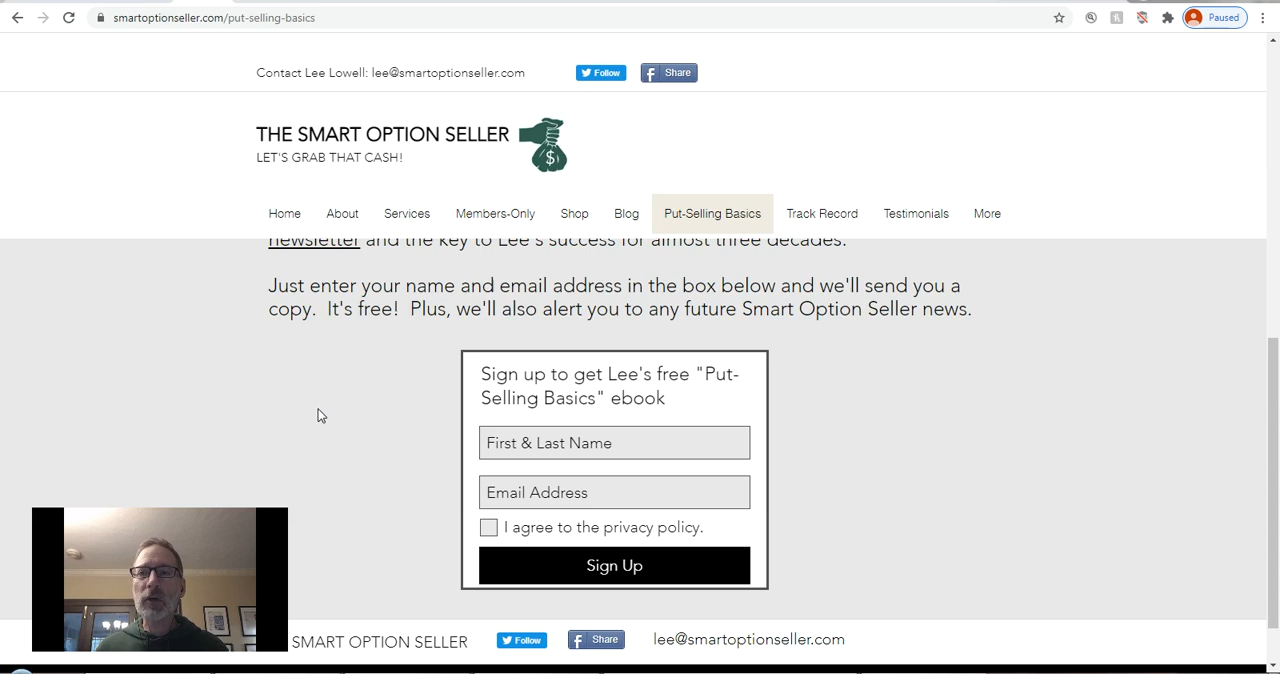 smartoptionseller.com/put-selling-basics
Paused
Contact Lee Lowell: lee@smartoptionseller.com
Follow
Share
THE SMART OPTION SELLER
LET'S GRAB THAT CASH!
$
Home About Services Members-Only Shop Blog Put-Selling Basics Track Record Testimonials More
newsletter and the key to Lee's success for almost three decades.
Just enter your name and email address in the box below and we'll send you a
copy. It's free! Plus, we'll also alert you to any future Smart Option Seller news.
Sign up to get Lee's free "Put-
Selling Basics" ebook
First & Last Name
Email Address
I agree to the privacy policy.
Sign Up
SMART OPTION SELLER
Follow
Share
lee@smartoptionseller.com